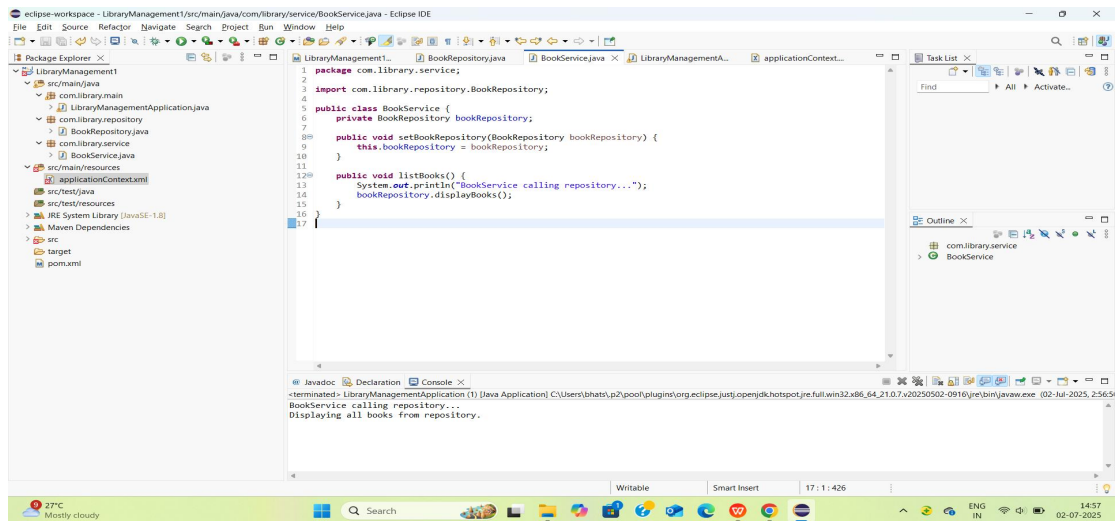 eclipse-workspace - LibraryManagement1/src/main/java/com/library/service/BookService.java - Eclipse IDE
File Edit Source Refactor Navigate Search Project Run Window Help
Package Explorer
LibraryManagement1
src/main/java
com.library.main
LibraryManagementApplication.java
com.library.repository
BookRepository.java
com.library.service
BookService.java
src/main/resources
applicationContext.xml
src/test/java
src/test/resources
JRE System Library [JavaSE-1.8]
Maven Dependencies
src
target
pom.xml
LibraryManagement1... BookRepository.java BookService.java LibraryManagementA... applicationContext....
1 package com.library.service;
2
3 import com.library.repository.BookRepository;
4
5 public class BookService {
6 private BookRepository bookRepository;
7
8 public void setBookRepository(BookRepository bookRepository) {
9 this.bookRepository = bookRepository;
10 }
11
12 public void listBooks() {
13 System.out.println("BookService calling repository...");
14 bookRepository.displayBooks();
15 }
16 }
17
Task List
Find All Activate...
Outline
com.library.service
BookService
Javadoc Declaration Console
<terminated> LibraryManagementApplication (1) [Java Application] C:\Users\bhats\.p2\pool\plugins\org.eclipse.justj.openjdk.hotspot.jre.full.win32.x86_64_21.0.7.v20250502-0916\jre\bin\javaw.exe (02-Jul-2025, 2:56:5
BookService calling repository...
Displaying all books from repository.
Writable Smart Insert 17 : 1 : 426
9
27°C
Mostly cloudy
Search
ENG
IN
14:57
02-07-2025